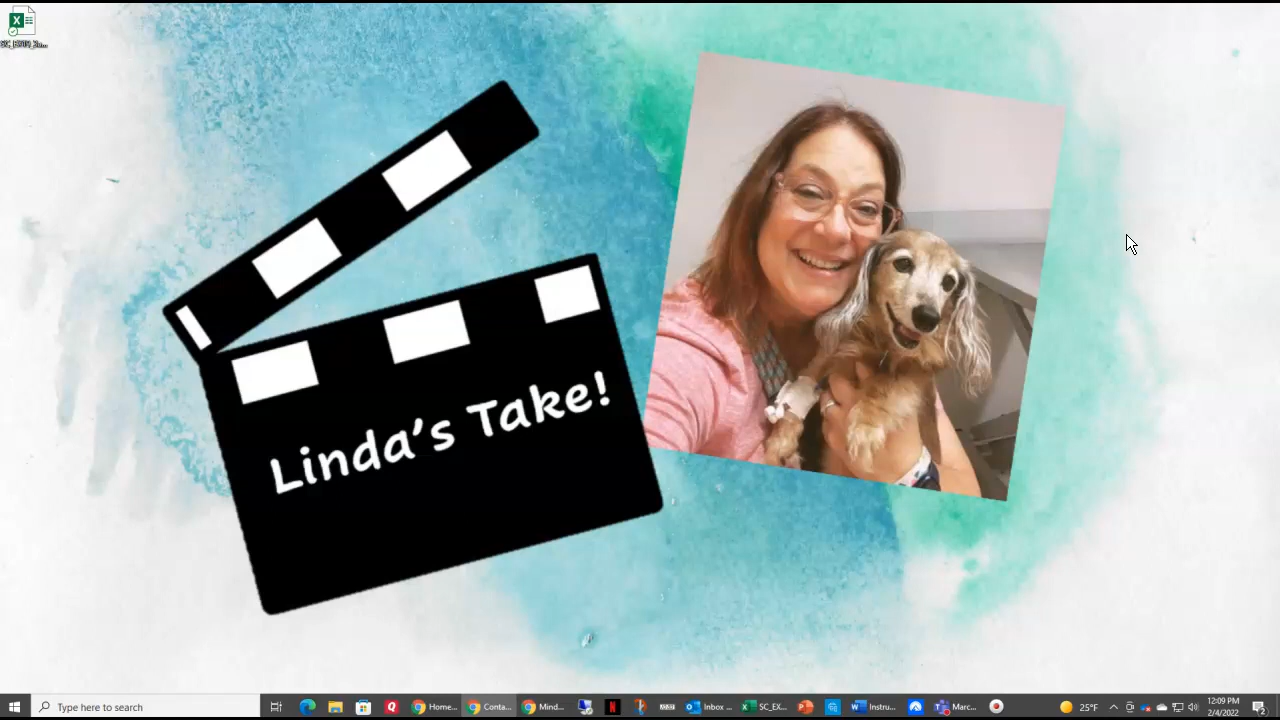 Linda's Take!
Type here to search
Home...
Conta...
Mind...
Inbox ...
SC_EX...
Instru...
Marc...
25°F
12:09 PM
2/4/2022
2